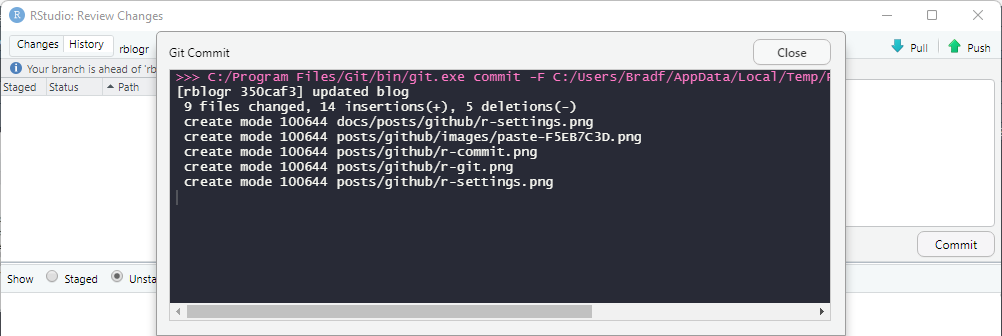 R RStudio: Review Changes
Changes History rblogr
Pull Push
Your branch is ahead of 'rb
Staged Status Path
Git Commit
Close
>>> C:/Program Files/Git/bin/git.exe commit -F C:/Users/Bradf/AppData/Local/Temp/
[rblogr 350caf3] updated blog
9 files changed, 14 insertions(+), 5 deletions(-)
create mode 100644 docs/posts/github/r-settings.png
create mode 100644 posts/github/images/paste-F5EB7C3D.png
create mode 100644 posts/github/r-commit.png
create mode 100644 posts/github/r-git.png
create mode 100644 posts/github/r-settings.png
Commit
Show Staged Unsta